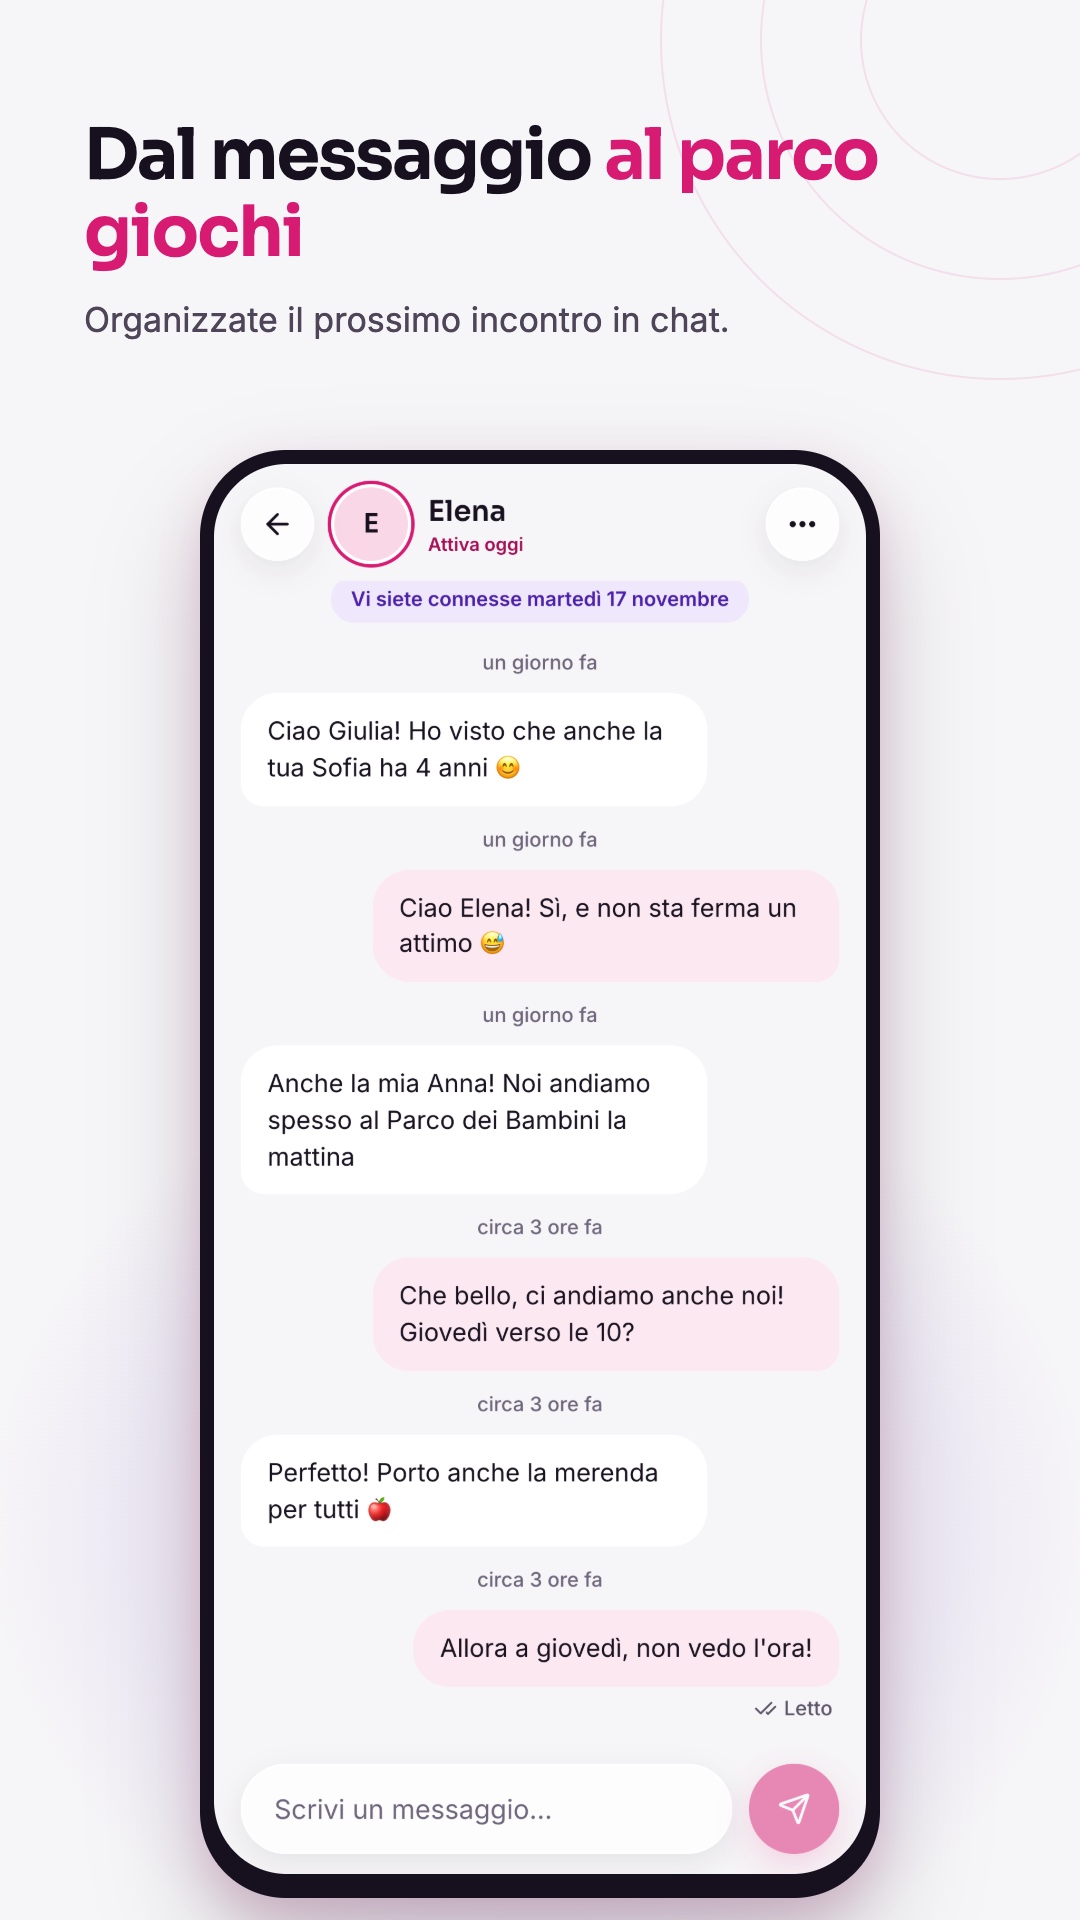 Dal messaggio al parco
giochi
Organizzate il prossimo incontro in chat.
E
Elena
Attiva oggi
Vi siete connesse martedì 17 novembre
un giorno fa
Ciao Giulia! Ho visto che anche la
tua Sofia ha 4 anni 😊
un giorno fa
Ciao Elena! Sì, e non sta ferma un
attimo 😅
un giorno fa
Anche la mia Anna! Noi andiamo
spesso al Parco dei Bambini la
mattina
circa 3 ore fa
Che bello, ci andiamo anche noi!
Giovedì verso le 10?
circa 3 ore fa
Perfetto! Porto anche la merenda
per tutti 🍎
circa 3 ore fa
Allora a giovedì, non vedo l'ora!
Letto
Scrivi un messaggio...